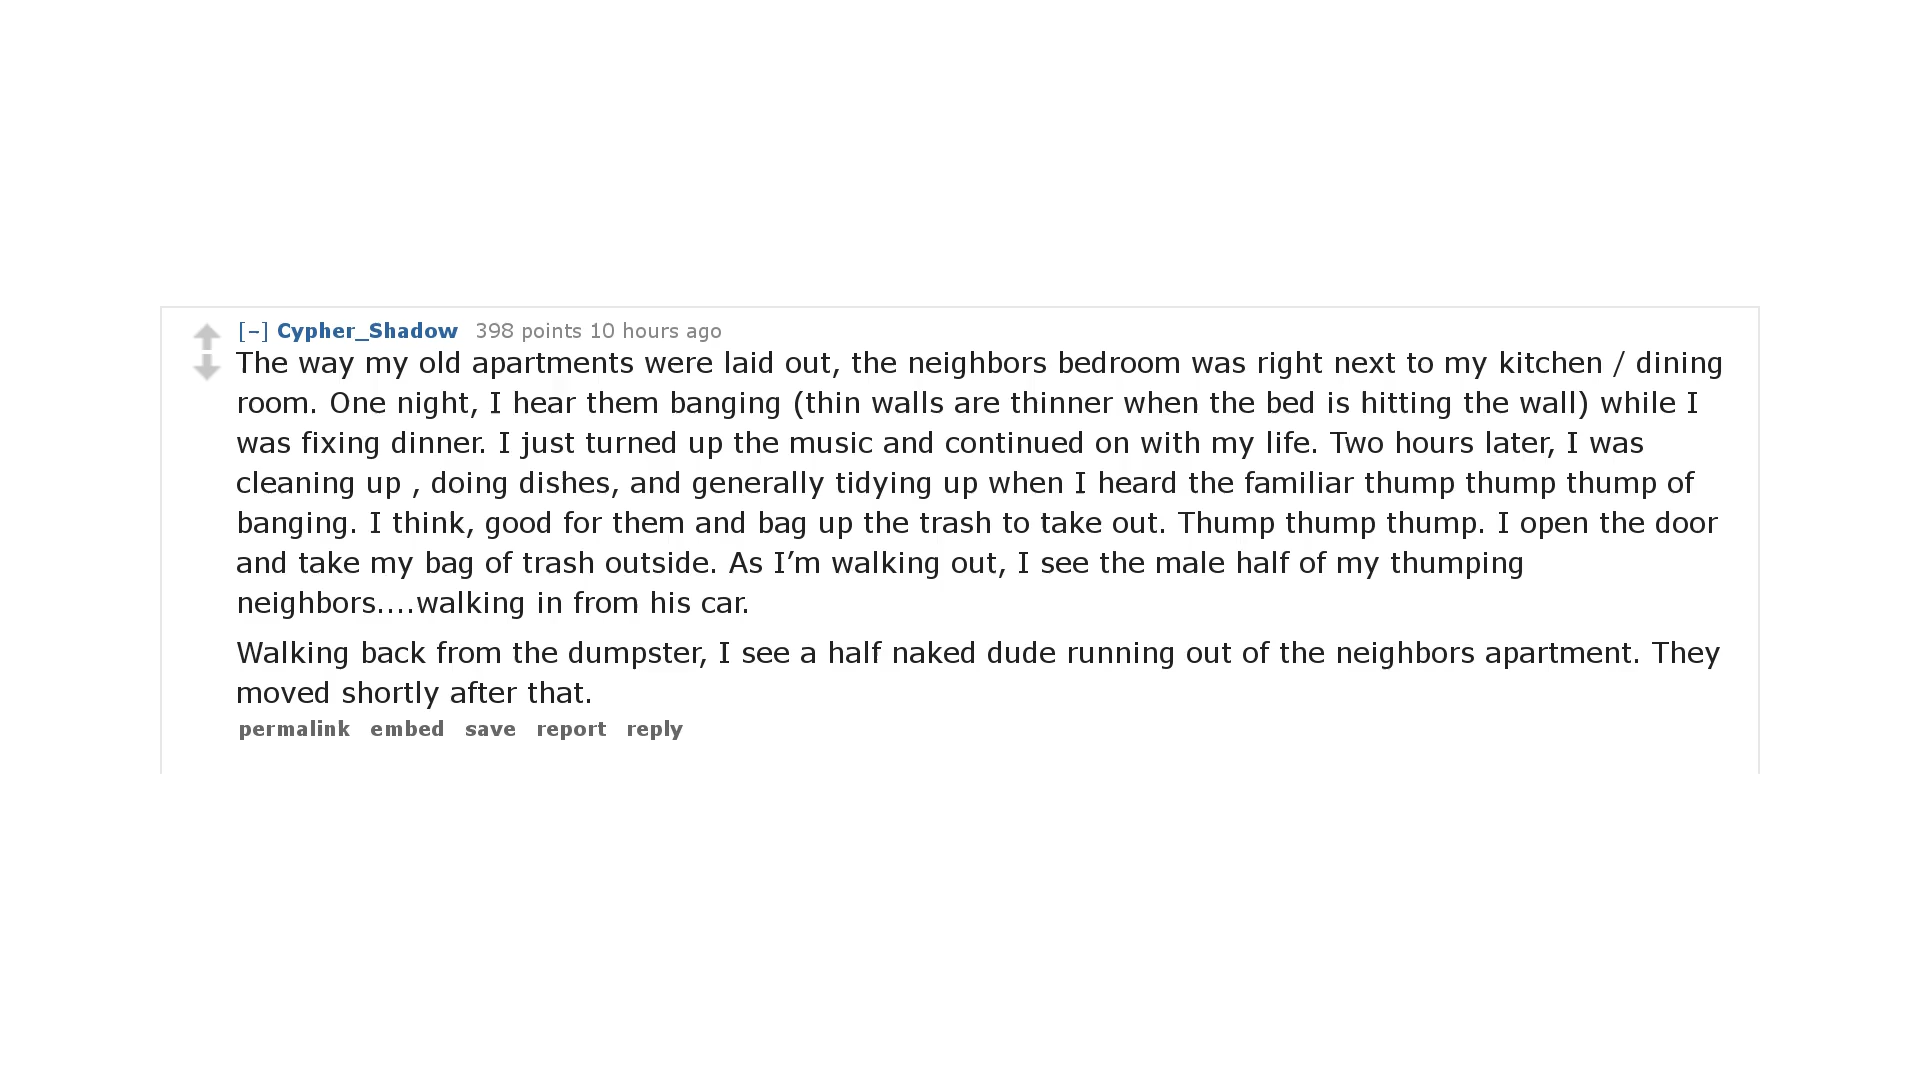 [–] Cypher_Shadow 398 points 10 hours ago
The way my old apartments were laid out, the neighbors bedroom was right next to my kitchen / dining
room. One night, I hear them banging (thin walls are thinner when the bed is hitting the wall) while I
was fixing dinner. I just turned up the music and continued on with my life. Two hours later, I was
cleaning up , doing dishes, and generally tidying up when I heard the familiar thump thump thump of
banging. I think, good for them and bag up the trash to take out. Thump thump thump. I open the door
and take my bag of trash outside. As I’m walking out, I see the male half of my thumping
neighbors....walking in from his car.
Walking back from the dumpster, I see a half naked dude running out of the neighbors apartment. They
moved shortly after that.
permalink embed save report reply